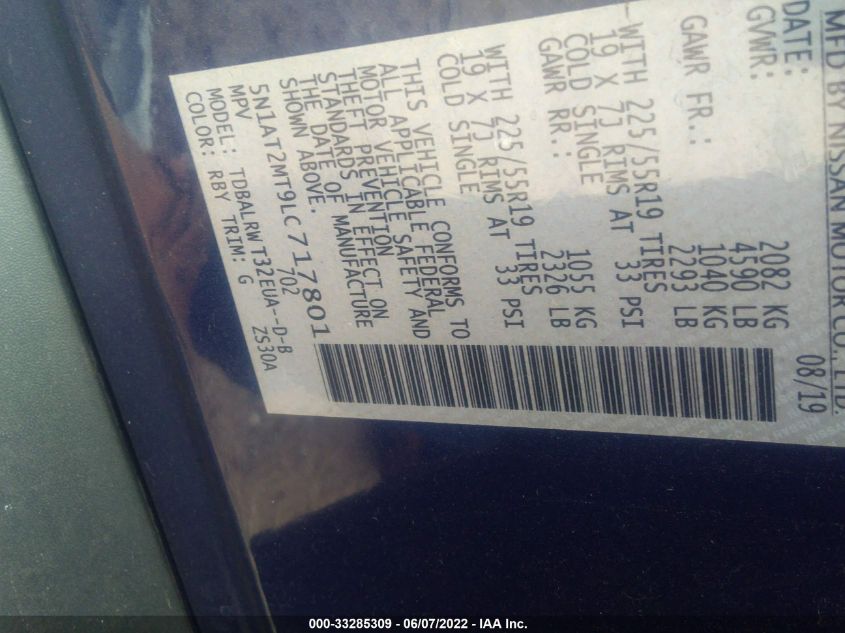 MFD BY NISSAN MOTOR CO., LTD.
DATE: 08/19
GVWR: 2082 KG
4590 LB
GAWR FR.: 1040 KG
2293 LB
WITH 225/55R19 TIRES
19 X 7J RIMS AT 33 PSI
COLD SINGLE
GAWR RR.: 1055 KG
2326 LB
WITH 225/55R19 TIRES
19 X 7J RIMS AT 33 PSI
COLD SINGLE
THIS VEHICLE CONFORMS TO
ALL APPLICABLE FEDERAL
MOTOR VEHICLE SAFETY AND
THEFT PREVENTION
STANDARDS IN EFFECT ON
THE DATE OF MANUFACTURE
SHOWN ABOVE.
5N1AT2MT9LC717801
MPV 702 ZS30A
MODEL: TDBALRW T32EUA--D-B
COLOR: RBY TRIM: G
000-33285309 - 06/07/2022 - IAA Inc.